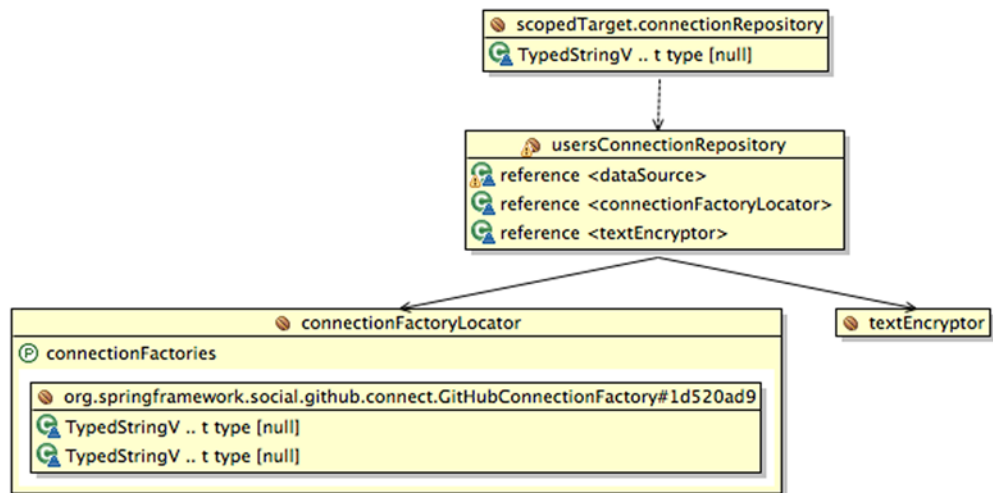 scopedTarget.connectionRepository
TypedStringV .. t type [null]
usersConnectionRepository
reference <dataSource>
reference <connectionFactoryLocator>
reference <textEncryptor>
connectionFactoryLocator
textEncryptor
connectionFactories
org.springframework.social.github.connect.GitHubConnectionFactory#1d520ad9
TypedStringV .. t type [null]
TypedStringV .. t type [null]